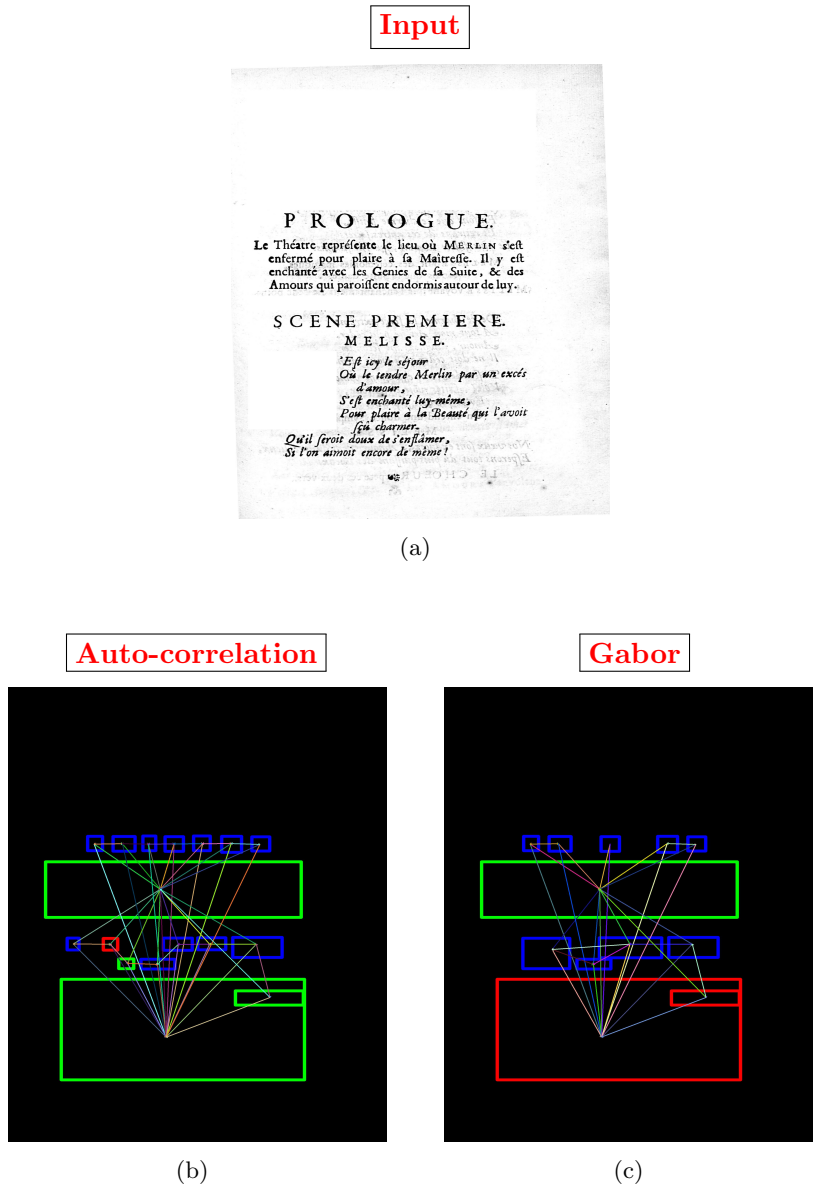 Input
P R O L O G U E.
Le Théatre repréſente le lieu où MERLIN s'eſt
enfermé pour plaire à ſa Maîtreſſe. Il y eſt
enchanté avec les Genies de ſa Suite, & des
Amours qui paroiſſent endormis autour de luy.
SCENE PREMIERE.
MELISSE.
'Eſt icy le séjour
Où le tendre Merlin par un excés
d'amour,
S'eſt enchanté luy-même,
Pour plaire à la Beauté qui l'avoit
ſçû charmer.
Qu'il ſeroit doux de s'enflâmer,
Si l'on aimoit encore de même!
(a)
Auto-correlation
Gabor
(b)
(c)